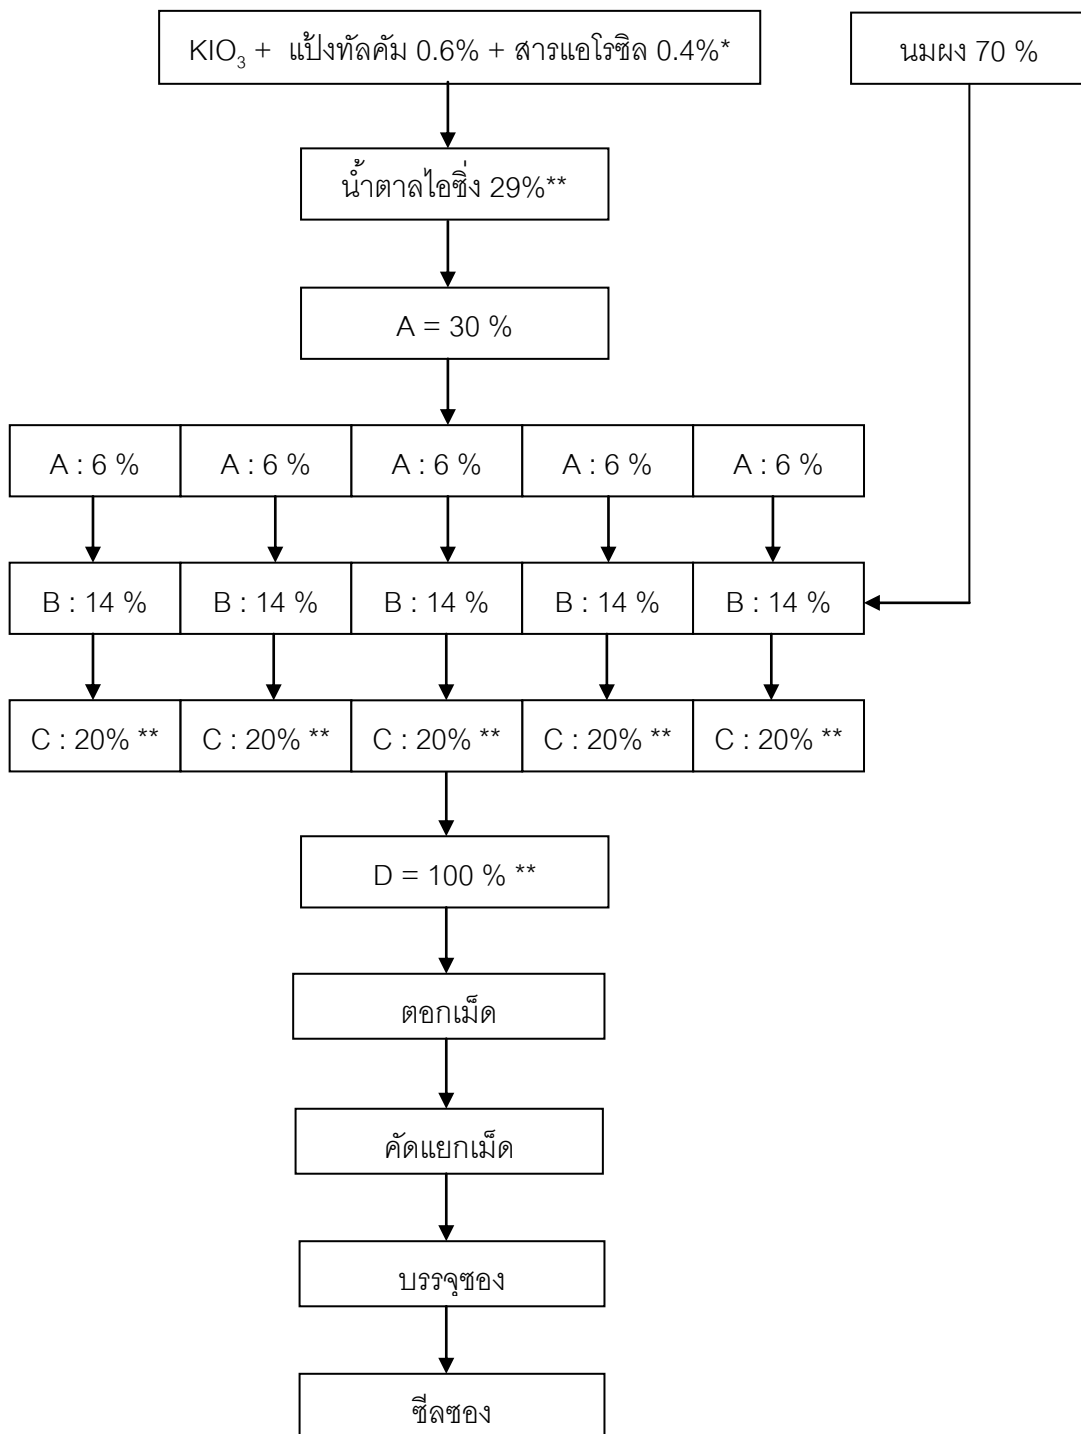 KIO₃ + แป้งทัลคัม 0.6% + สารแอโรซิล 0.4%*
นมผง 70 %
น้ำตาลไอซิ่ง 29%**
A = 30 %
A : 6 % A : 6 % A : 6 % A : 6 % A : 6 %
B : 14 % B : 14 % B : 14 % B : 14 % B : 14 %
C : 20% ** C : 20% ** C : 20% ** C : 20% ** C : 20% **
D = 100 % **
ตอกเม็ด
คัดแยกเม็ด
บรรจุซอง
ซีลซอง